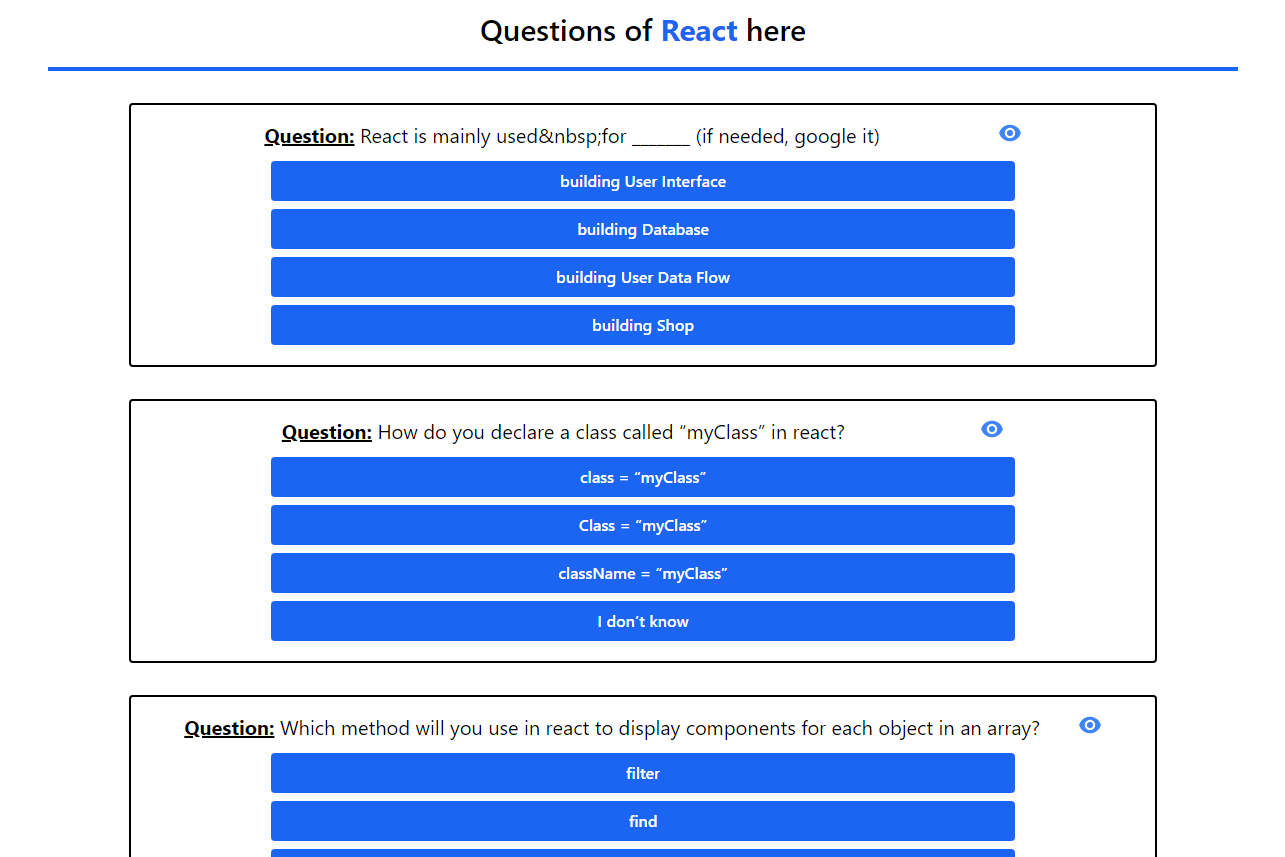 Questions of React here
Question: React is mainly used&nbsp;for _______ (if needed, google it)
building User Interface
building Database
building User Data Flow
building Shop
Question: How do you declare a class called “myClass” in react?
class = “myClass”
Class = “myClass”
className = “myClass”
I don’t know
Question: Which method will you use in react to display components for each object in an array?
filter
find